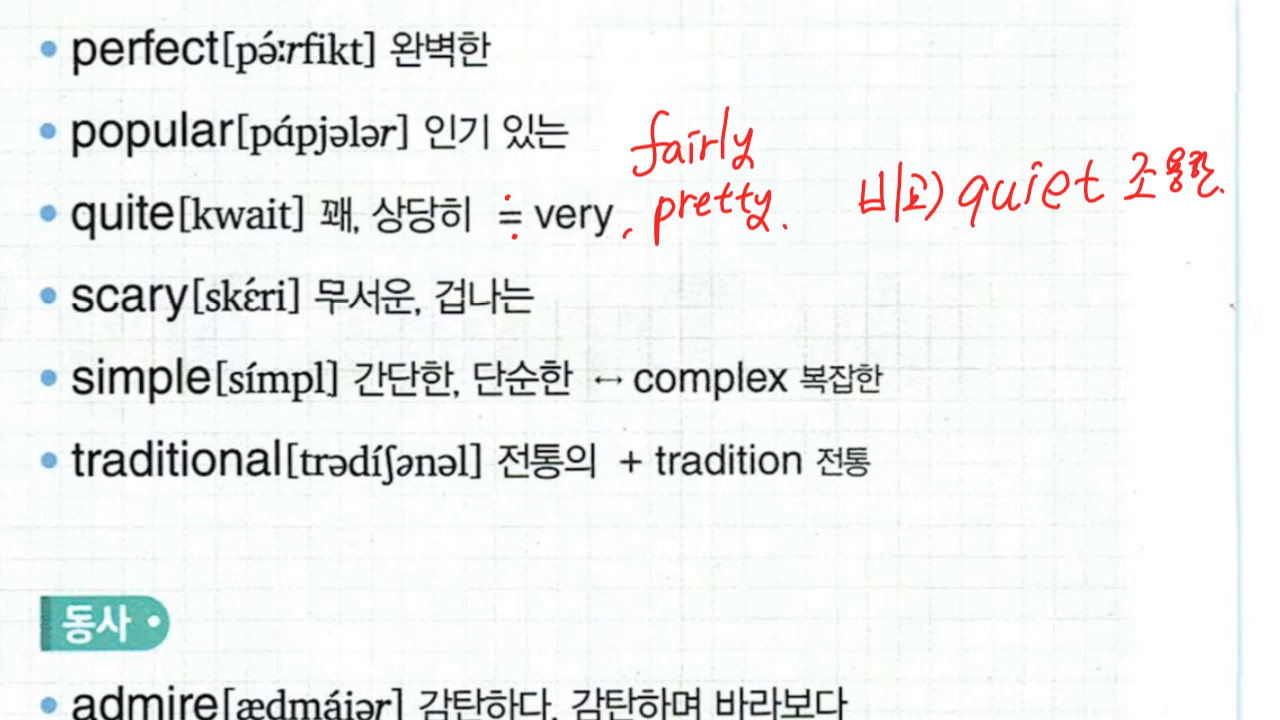 • perfect[pə́ːrfikt] 완벽한
• popular[pɑ́pjələr] 인기 있는
fairly
• quite[kwait] 꽤, 상당히 ≒ very, pretty. 비교) quiet 조용한.
• scary[skέri] 무서운, 겁나는
• simple[símpl] 간단한, 단순한 ↔ complex 복잡한
• traditional[trədíʃənəl] 전통의 + tradition 전통
동사
• admire[ædmáiər] 감탄하다, 감탄하며 바라보다